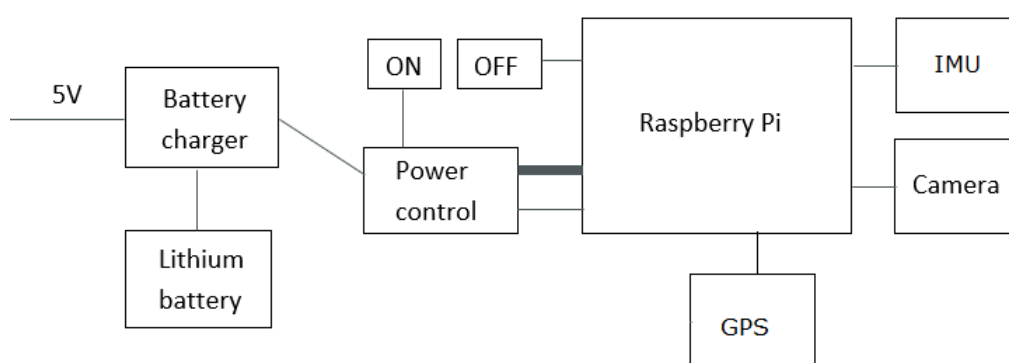 5V
Battery
charger
Lithium
battery
ON
OFF
Power
control
Raspberry Pi
IMU
Camera
GPS